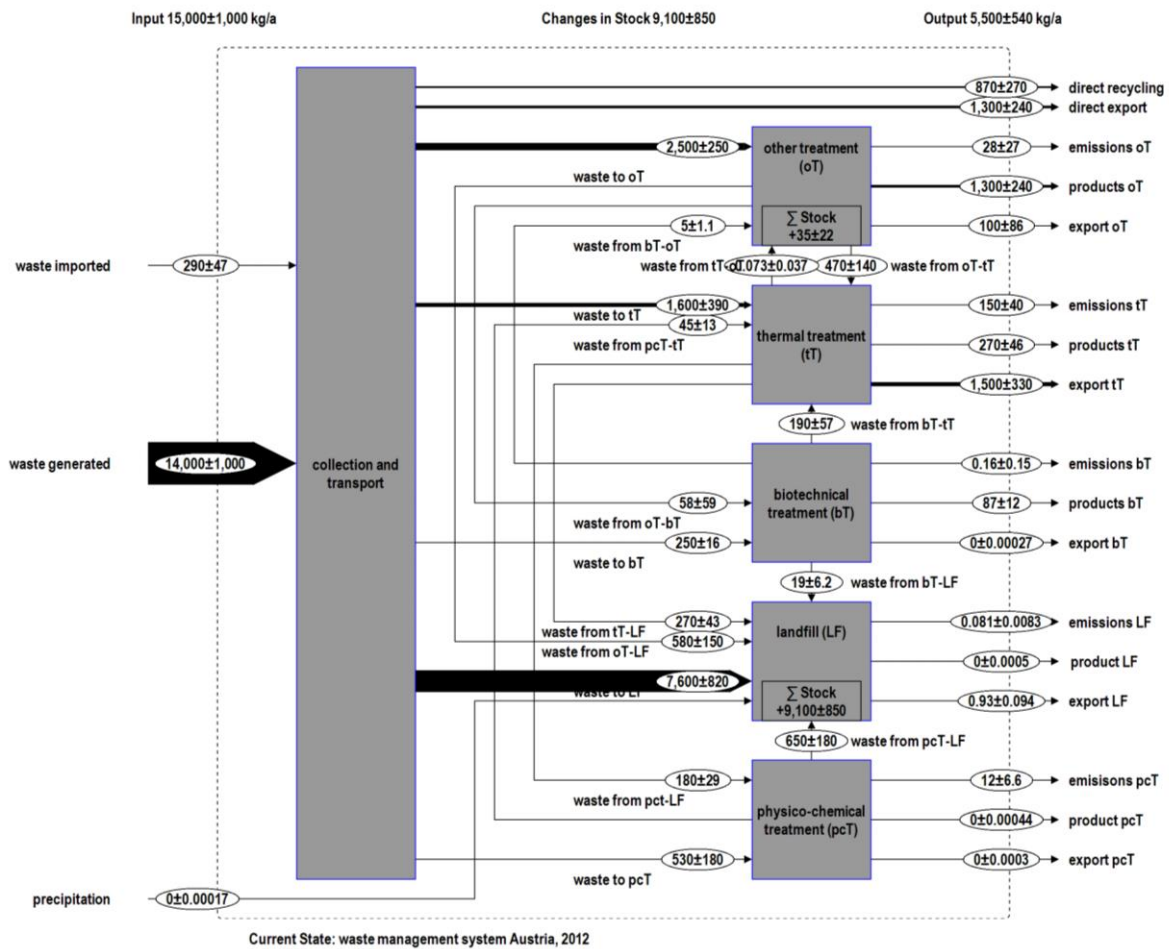 Input 15,000±1,000 kg/a
Changes in Stock 9,100±850
Output 5,500±540 kg/a
870±270
direct recycling
1,300±240
direct export
2,500±250
other treatment
(oT)
28±27
emissions oT
waste to oT
1,300±240
products oT
∑ Stock
+35±22
5±1.1
100±86
export oT
waste from bT-oT
waste imported
290±47
waste from tT-oT
0.073±0.037
470±140
waste from oT-tT
1,600±390
150±40
emissions tT
waste to tT
45±13
thermal treatment
(tT)
270±46
products tT
waste from pcT-tT
1,500±330
export tT
190±57
waste from bT-tT
waste generated
14,000±1,000
collection and
transport
0.16±0.15
emissions bT
58±59
biotechnical
treatment (bT)
87±12
products bT
waste from oT-bT
250±16
0±0.00027
export bT
waste to bT
19±6.2
waste from bT-LF
270±43
landfill (LF)
0.081±0.0083
emissions LF
waste from tT-LF
580±150
waste from oT-LF
0±0.0005
product LF
7,600±820
waste to LF
∑ Stock
+9,100±850
0.93±0.094
export LF
650±180
waste from pcT-LF
180±29
12±6.6
emisisons pcT
waste from pct-LF
physico-chemical
treatment (pcT)
0±0.00044
product pcT
530±180
0±0.0003
export pcT
waste to pcT
precipitation
0±0.00017
Current State: waste management system Austria, 2012